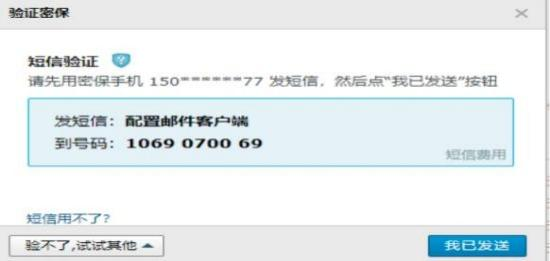 验证密保
短信验证
请先用密保手机 150******77 发短信，然后点“我已发送”按钮
发短信：配置邮件客户端
到号码：1069 0700 69
短信费用
短信用不了?
验不了,试试其他
我已发送